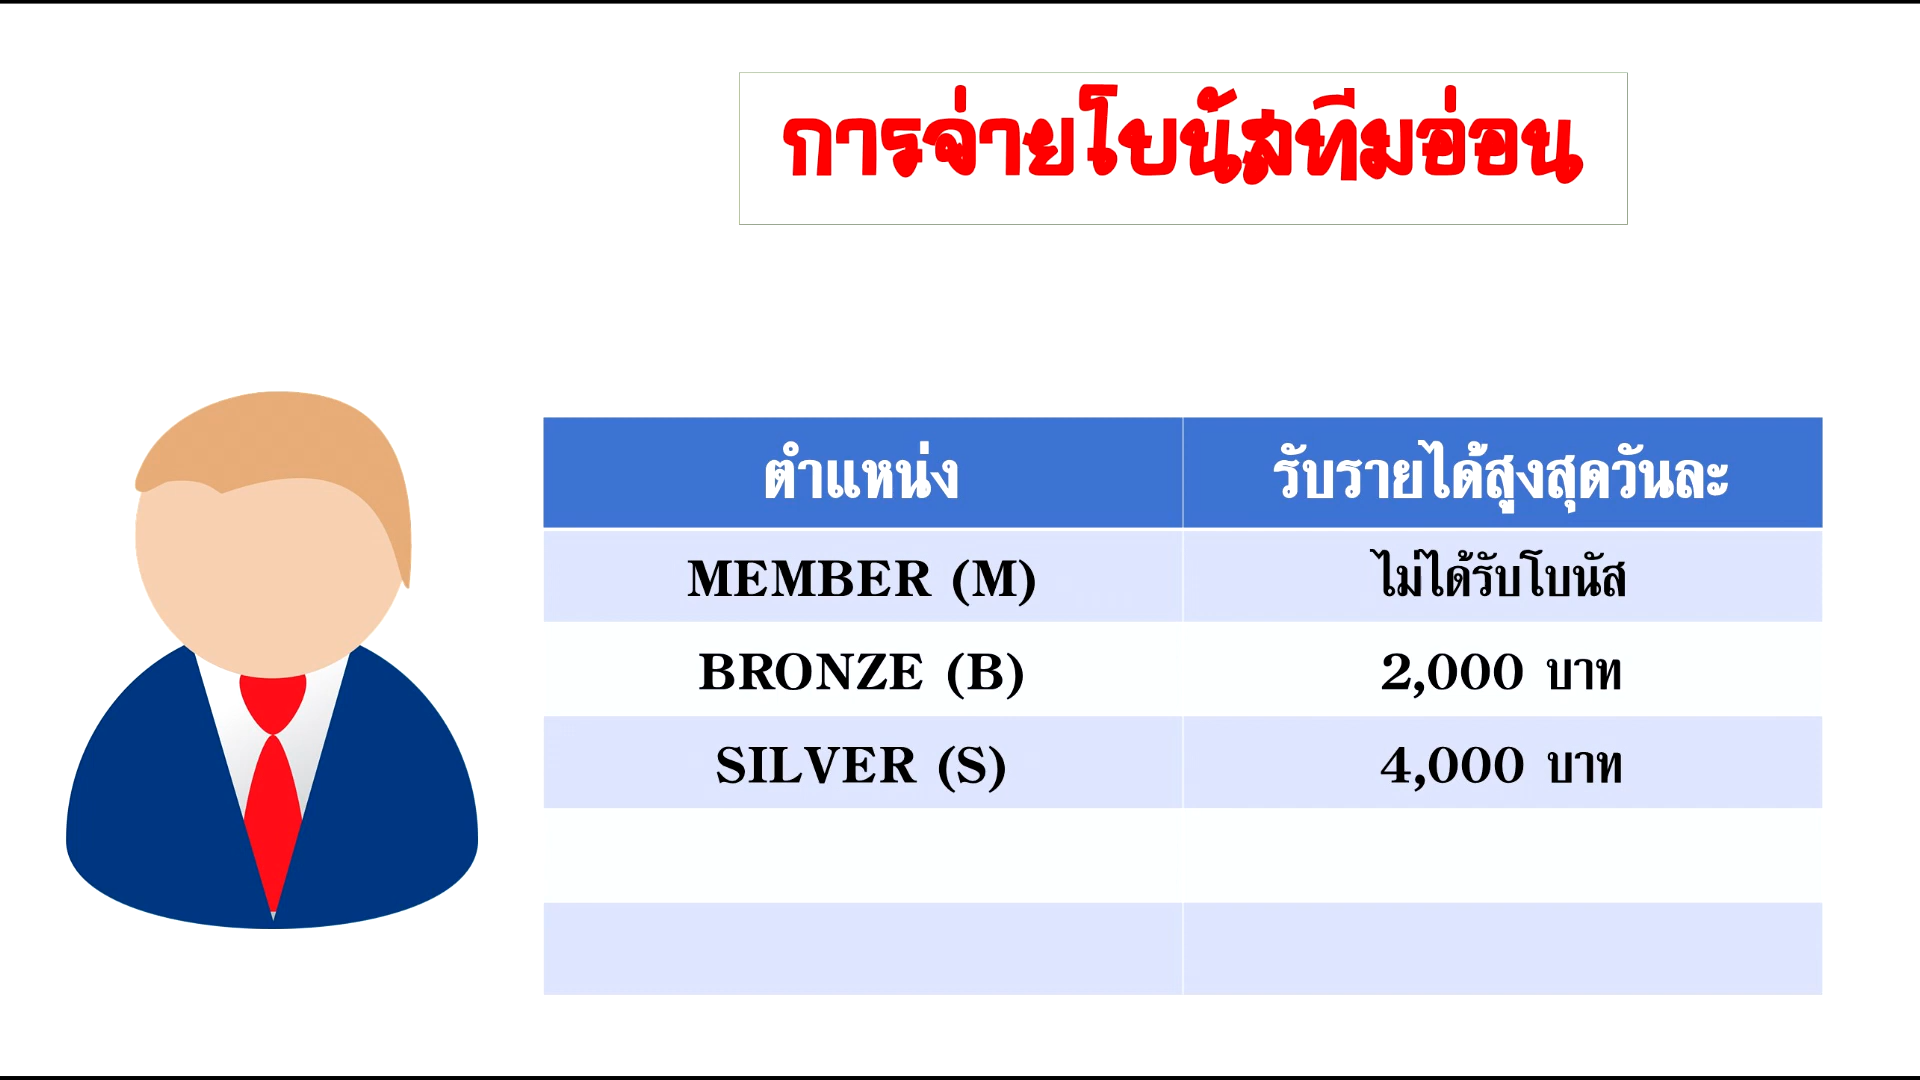 การจ่ายโบนัสทีมอ่อน
ตำแหน่ง รับรายได้สูงสุดวันละ
MEMBER (M) ไม่ได้รับโบนัส
BRONZE (B) 2,000 บาท
SILVER (S) 4,000 บาท